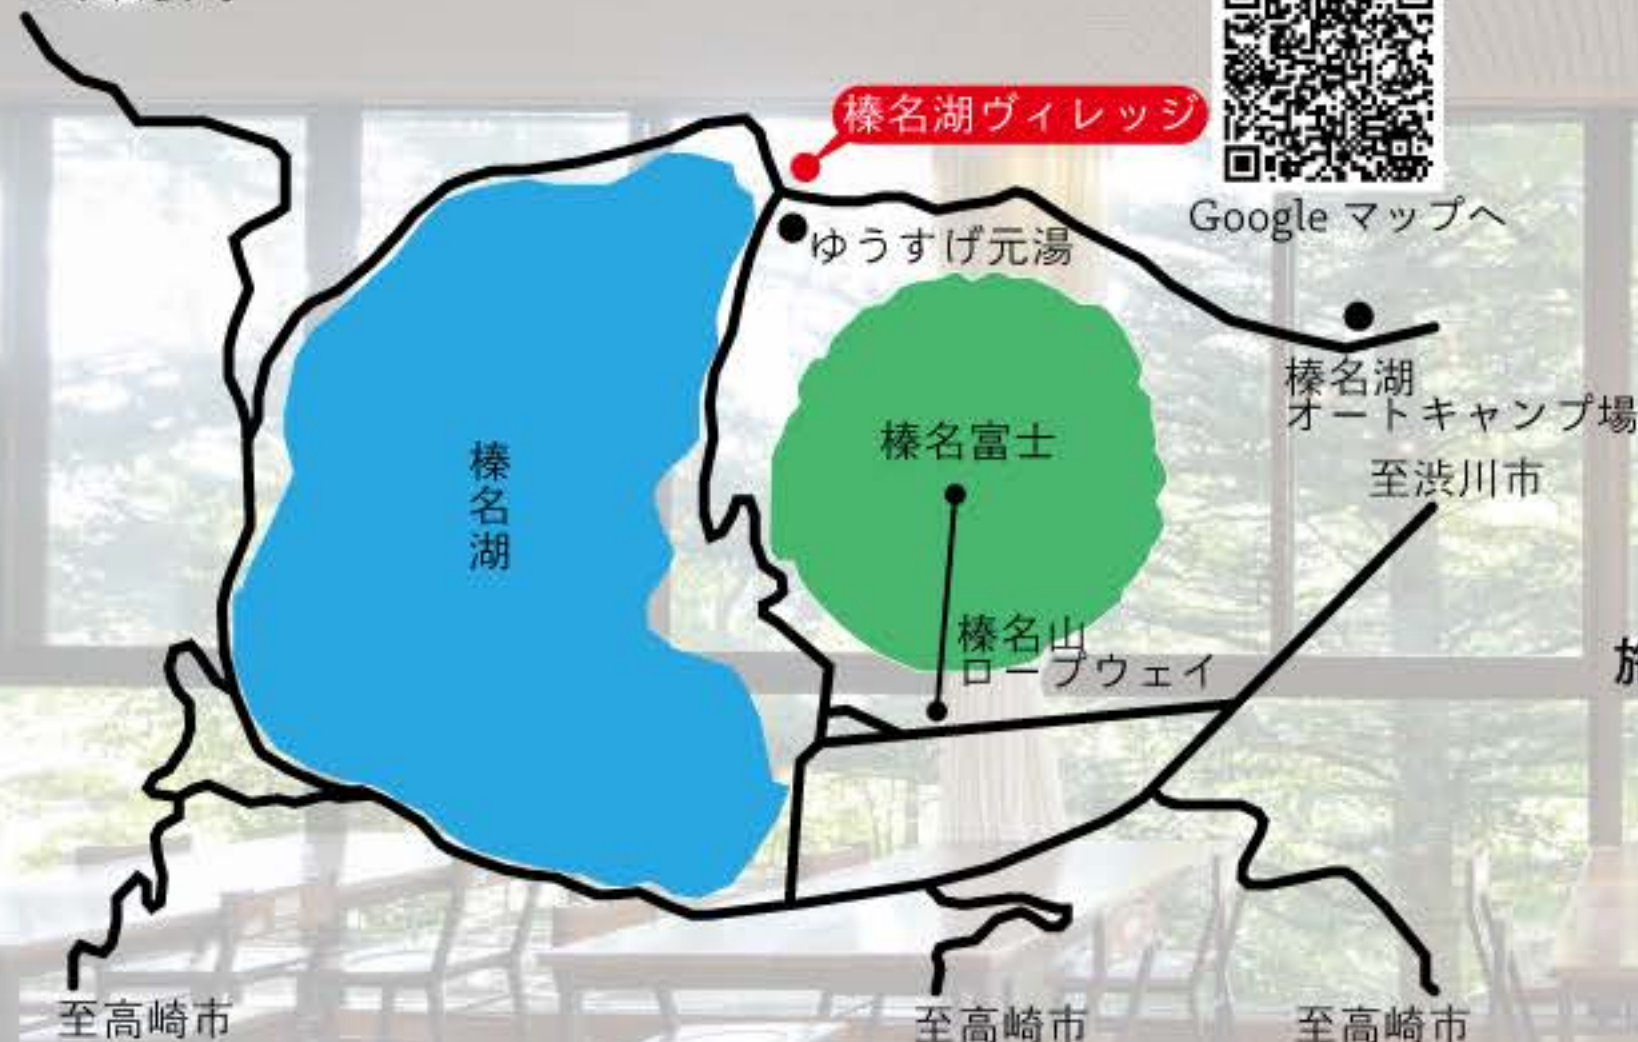 榛名湖ヴィレッジ
Google マップへ
ゆうすげ元湯
榛名湖
オートキャンプ場
榛名富士
至渋川市
榛名湖
榛名山
ロープウェイ
至高崎市
至高崎市
至高崎市